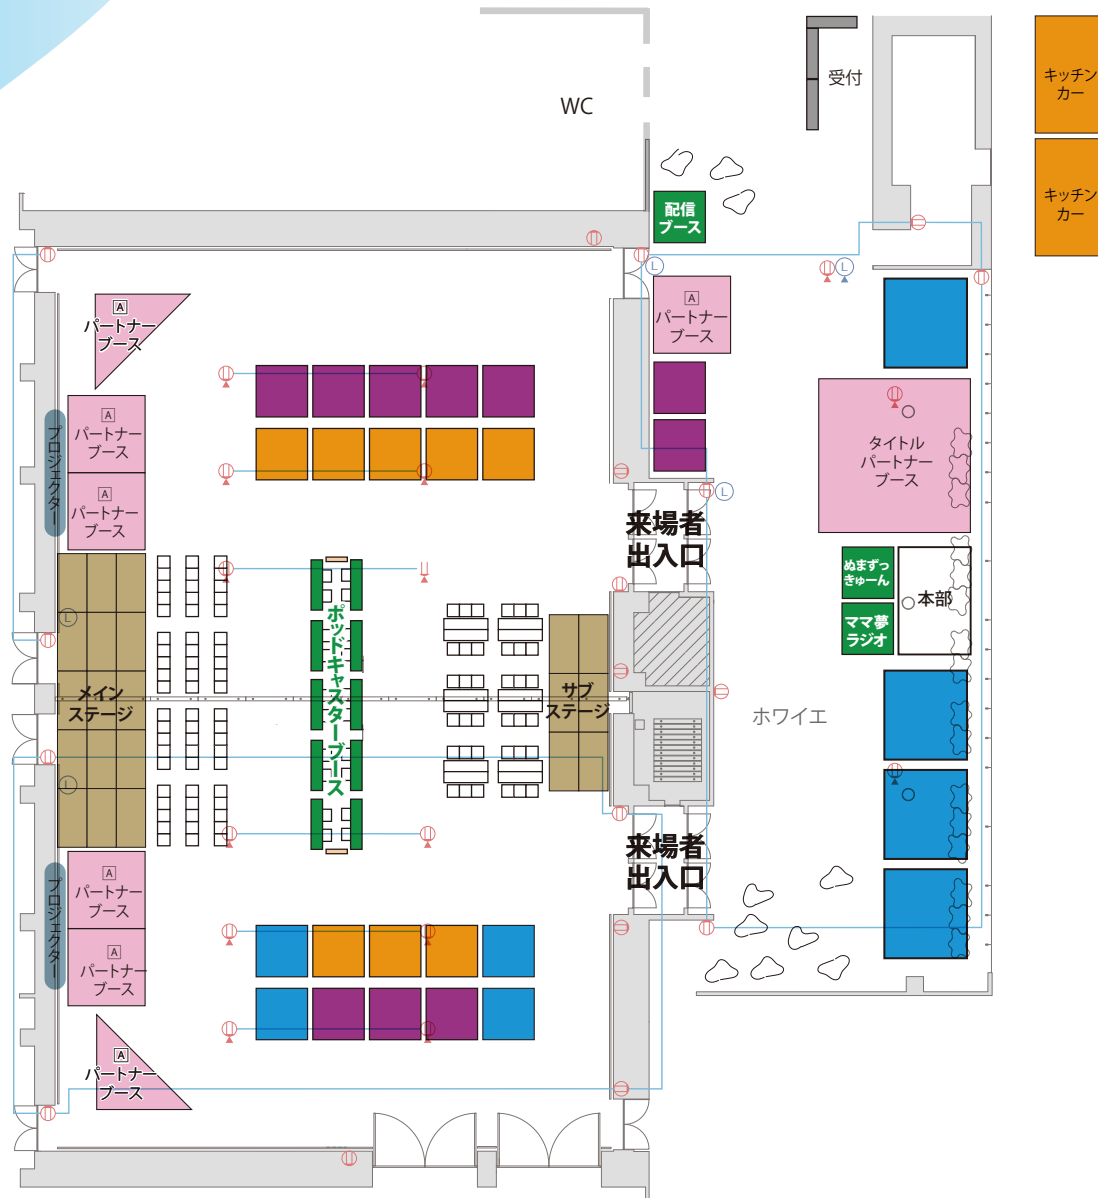 WC
受付
キッチン
カー
キッチン
カー
配信
ブース
L
L
A
パートナー
ブース
A
パートナー
ブース
A
パートナー
ブース
プロジェクター
A
パートナー
ブース
タイトル
パートナー
ブース
L
来場者
出入口
ぬまずっ
きゅーん
本部
ママ夢
ラジオ
L
メイン
ステージ
ポッドキャスターブース
サブ
ステージ
ホワイエ
L
来場者
出入口
プロジェクター
A
パートナー
ブース
A
パートナー
ブース
A
パートナー
ブース